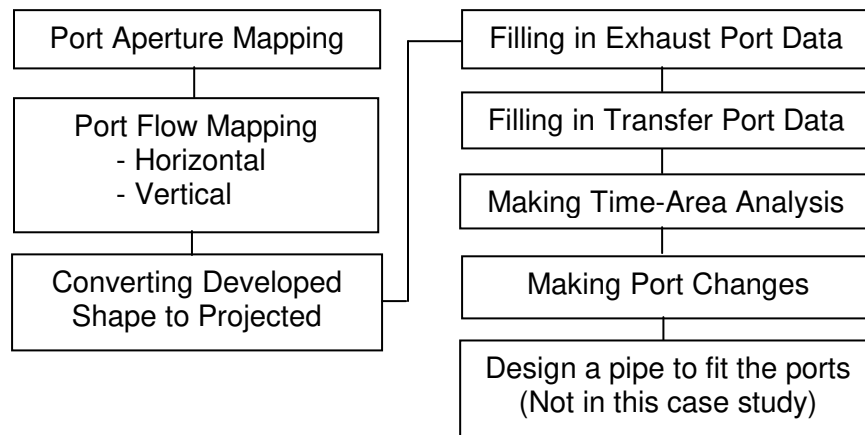 Port Aperture Mapping
Port Flow Mapping
- Horizontal
- Vertical
Converting Developed
Shape to Projected
Filling in Exhaust Port Data
Filling in Transfer Port Data
Making Time-Area Analysis
Making Port Changes
Design a pipe to fit the ports
(Not in this case study)